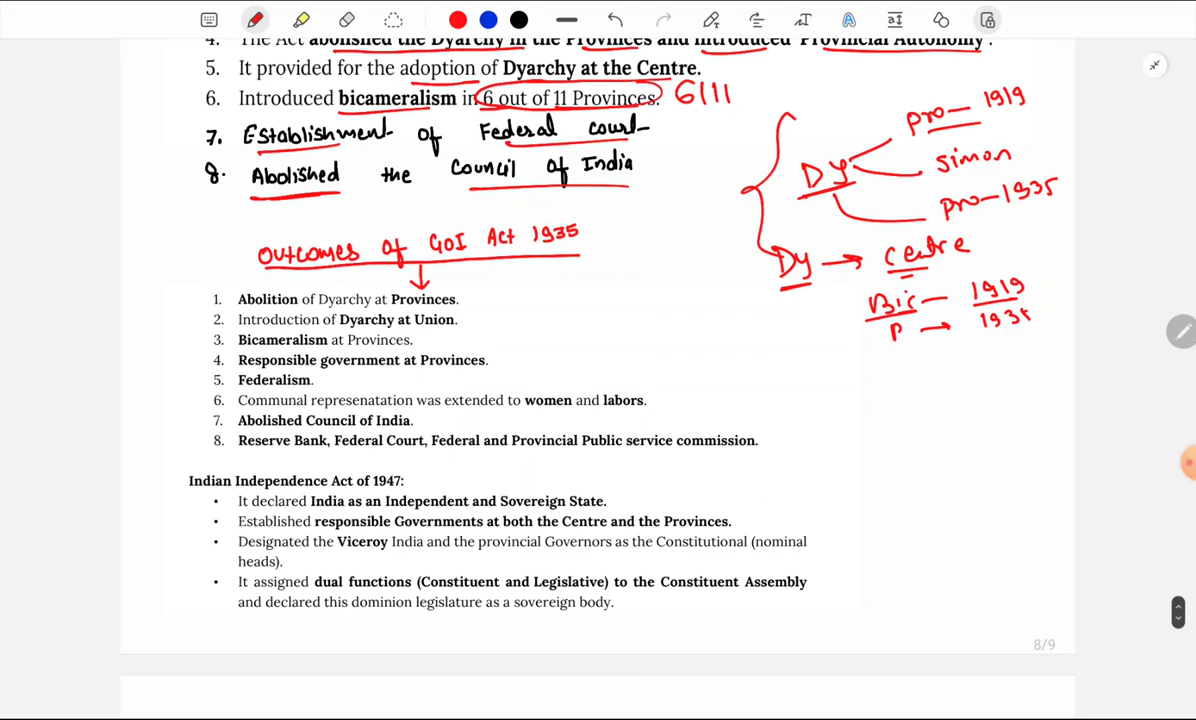 4. The Act abolished the Dyarchy in the Provinces and introduced 'Provincial Autonomy'.
5. It provided for the adoption of Dyarchy at the Centre.
6. Introduced bicameralism in 6 out of 11 Provinces. 6/11
7. Establishment of Federal court
8. Abolished the Council of India
Pro- 1919
Dy
Simon
Pro-1935
Dy → Centre
Bic- 1919
P → 1935
Outcomes of GOI Act 1935
1. Abolition of Dyarchy at Provinces.
2. Introduction of Dyarchy at Union.
3. Bicameralism at Provinces.
4. Responsible government at Provinces.
5. Federalism.
6. Communal represenatation was extended to women and labors.
7. Abolished Council of India.
8. Reserve Bank, Federal Court, Federal and Provincial Public service commission.
Indian Independence Act of 1947:
• It declared India as an Independent and Sovereign State.
• Established responsible Governments at both the Centre and the Provinces.
• Designated the Viceroy India and the provincial Governors as the Constitutional (nominal
heads).
• It assigned dual functions (Constituent and Legislative) to the Constituent Assembly
and declared this dominion legislature as a sovereign body.
8/9